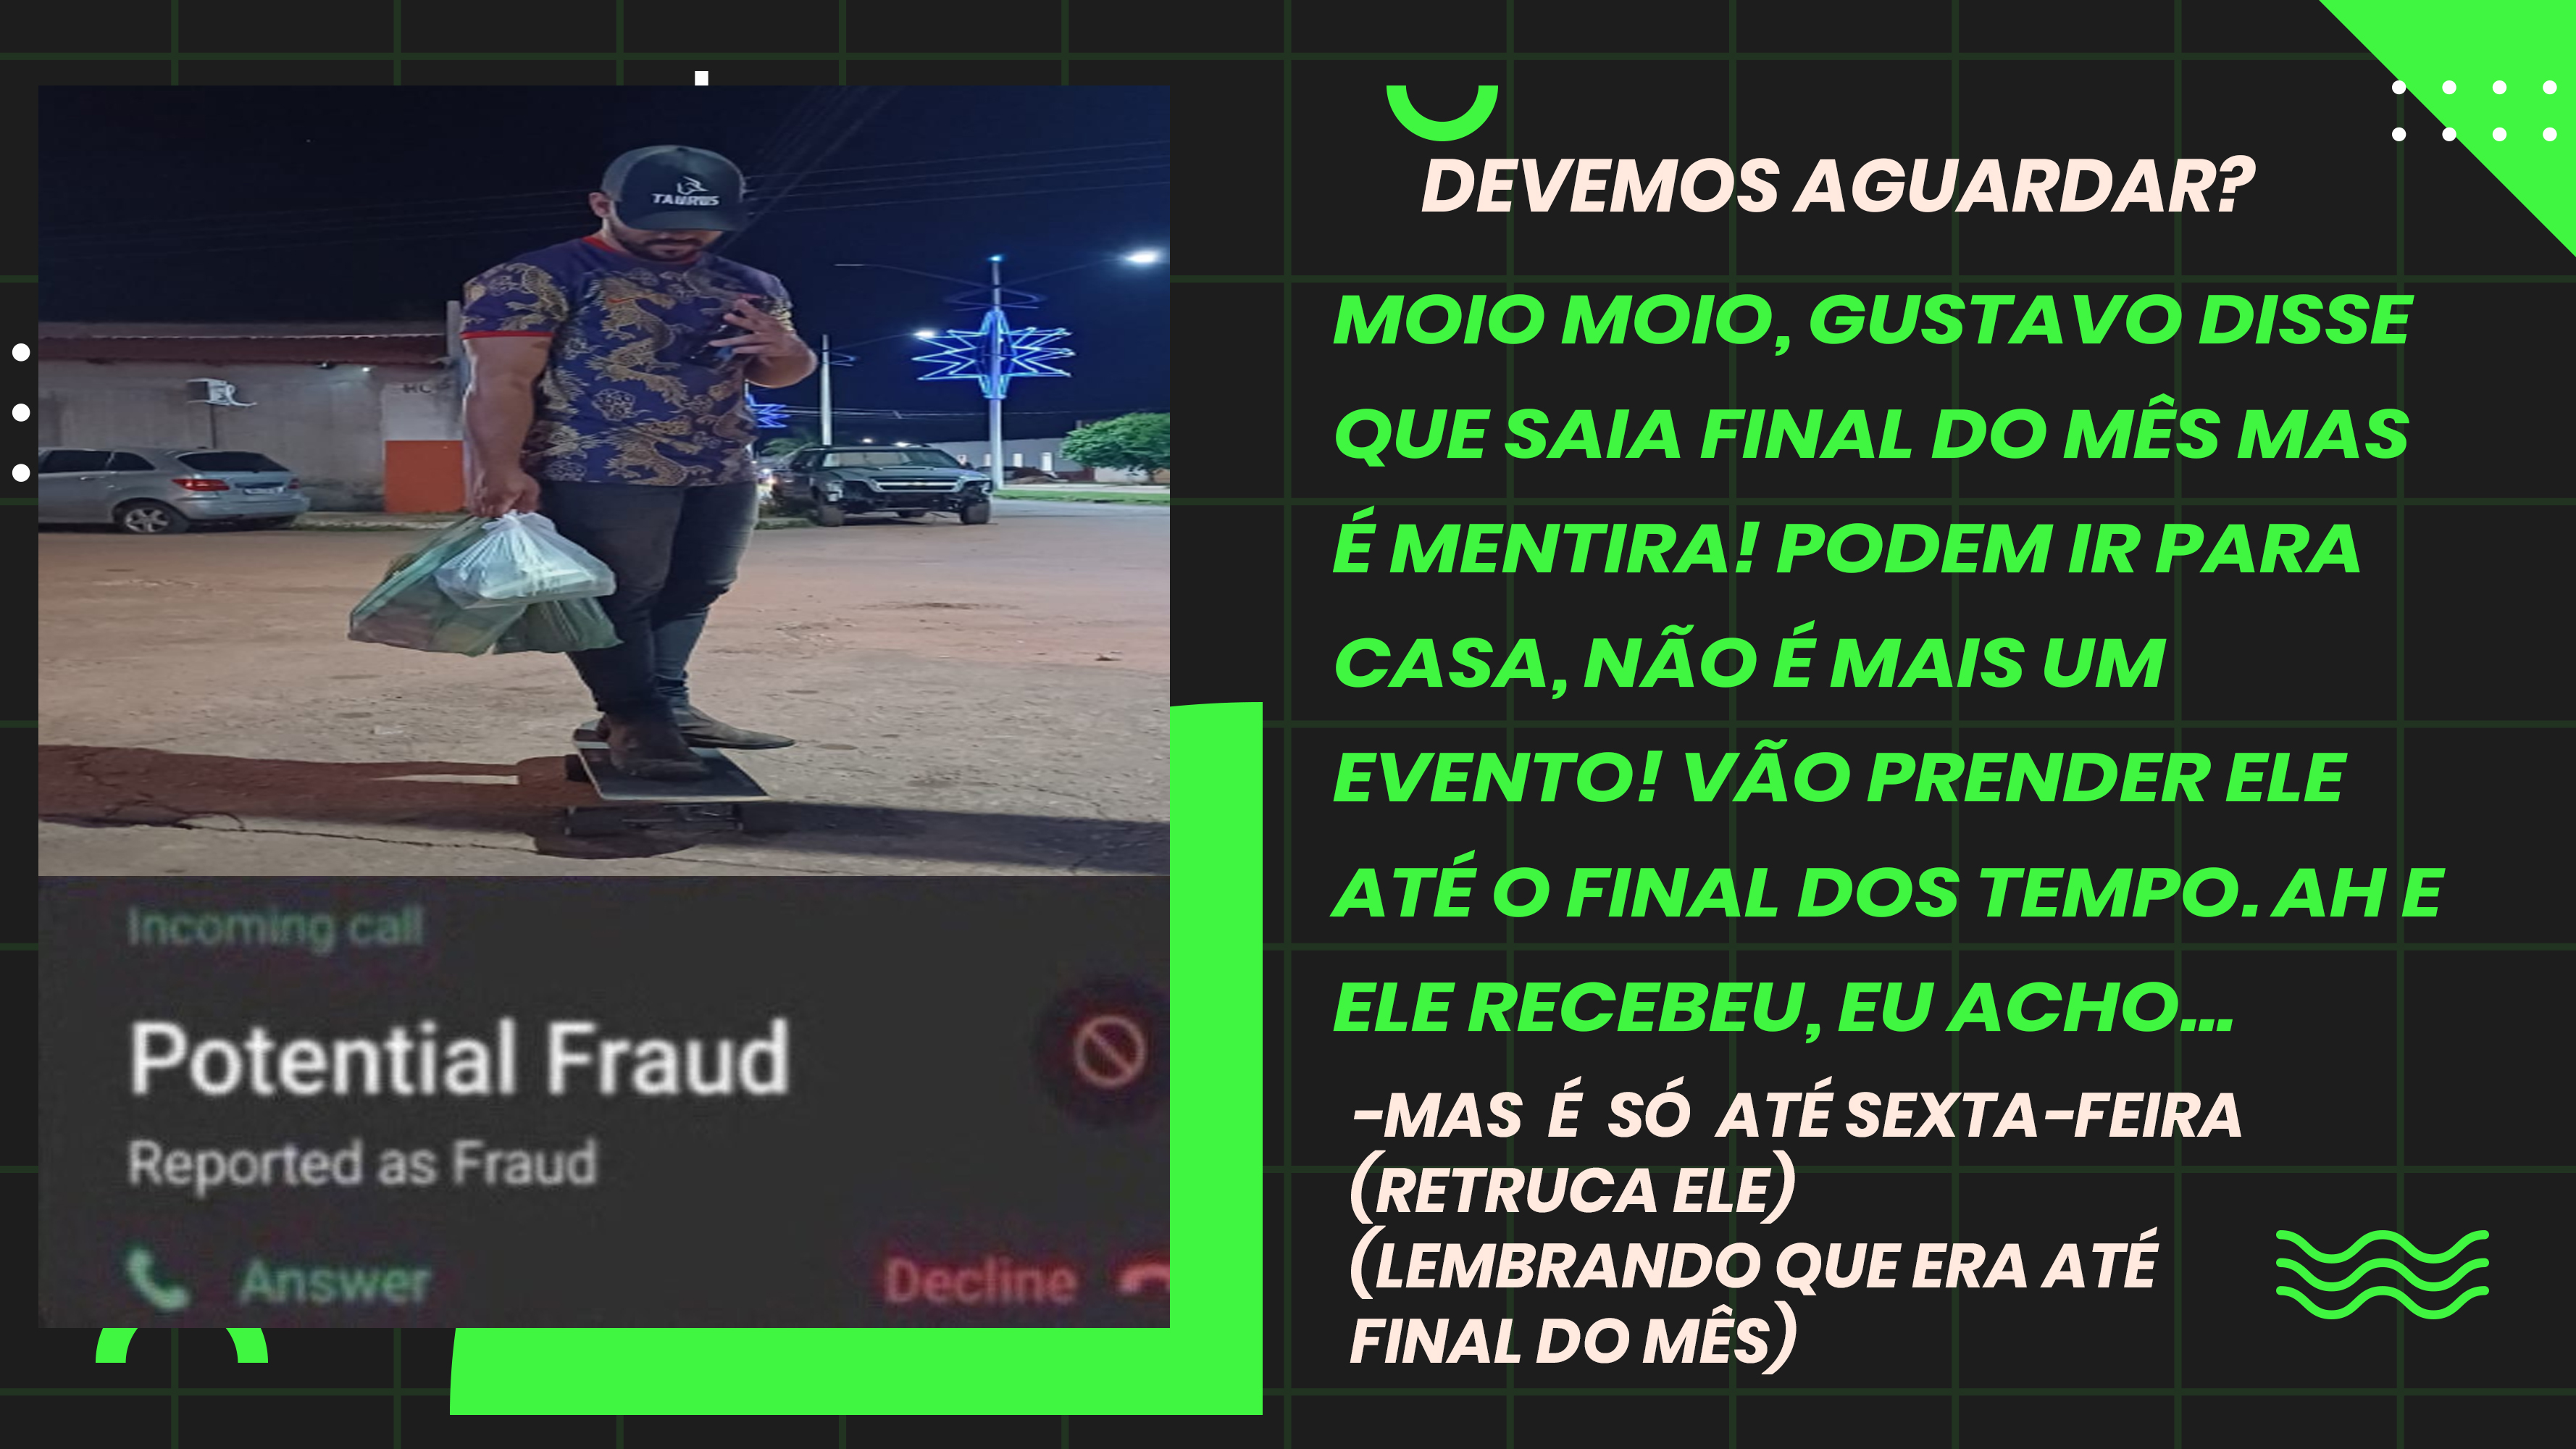 TAURUS
Incoming call
Potential Fraud
Reported as Fraud
Answer
Decline
DEVEMOS AGUARDAR?
MOIO MOIO, GUSTAVO DISSE
QUE SAIA FINAL DO MÊS MAS
É MENTIRA! PODEM IR PARA
CASA, NÃO É MAIS UM
EVENTO! VÃO PRENDER ELE
ATÉ O FINAL DOS TEMPO. AH E
ELE RECEBEU, EU ACHO...
-MAS É SÓ ATÉ SEXTA-FEIRA
(RETRUCA ELE)
(LEMBRANDO QUE ERA ATÉ
FINAL DO MÊS)